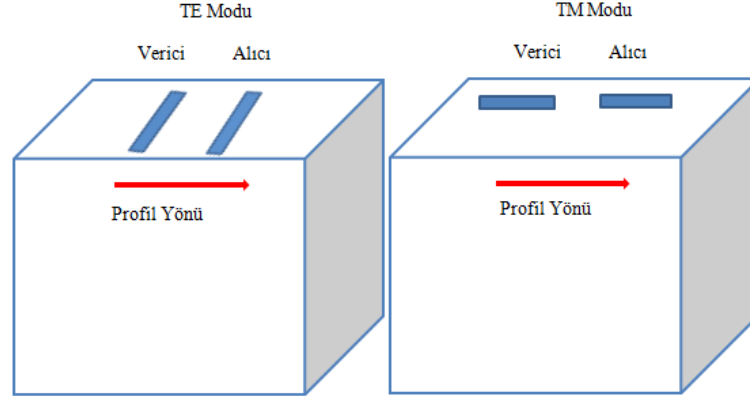 TE Modu
Verici Alıcı
Profil Yönü
TM Modu
Verici Alıcı
Profil Yönü